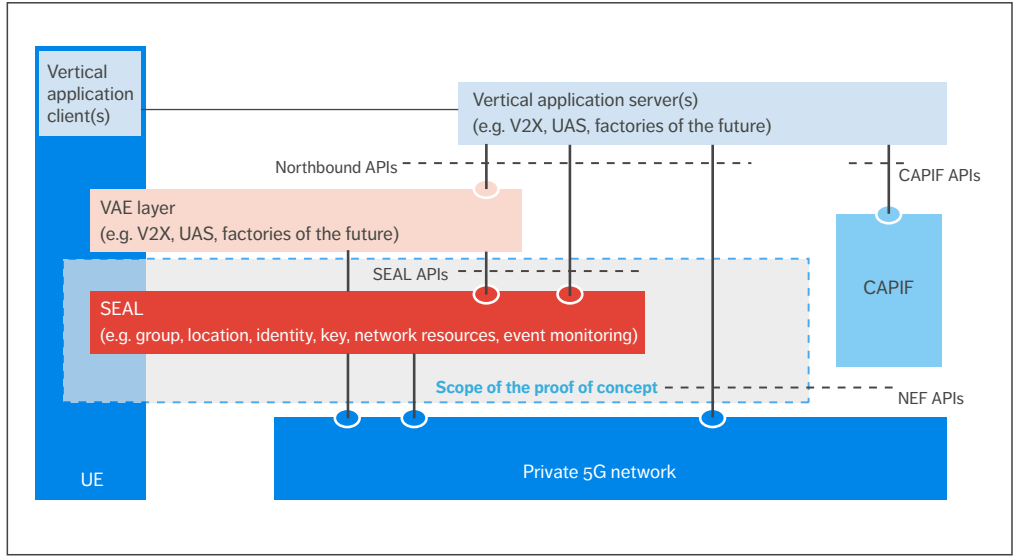 Vertical
application
client(s)
Vertical application server(s)
(e.g. V2X, UAS, factories of the future)
Northbound APIs
CAPIF APIs
VAE layer
(e.g. V2X, UAS, factories of the future)
SEAL APIs
CAPIF
SEAL
(e.g. group, location, identity, key, network resources, event monitoring)
Scope of the proof of concept
NEF APIs
UE
Private 5G network